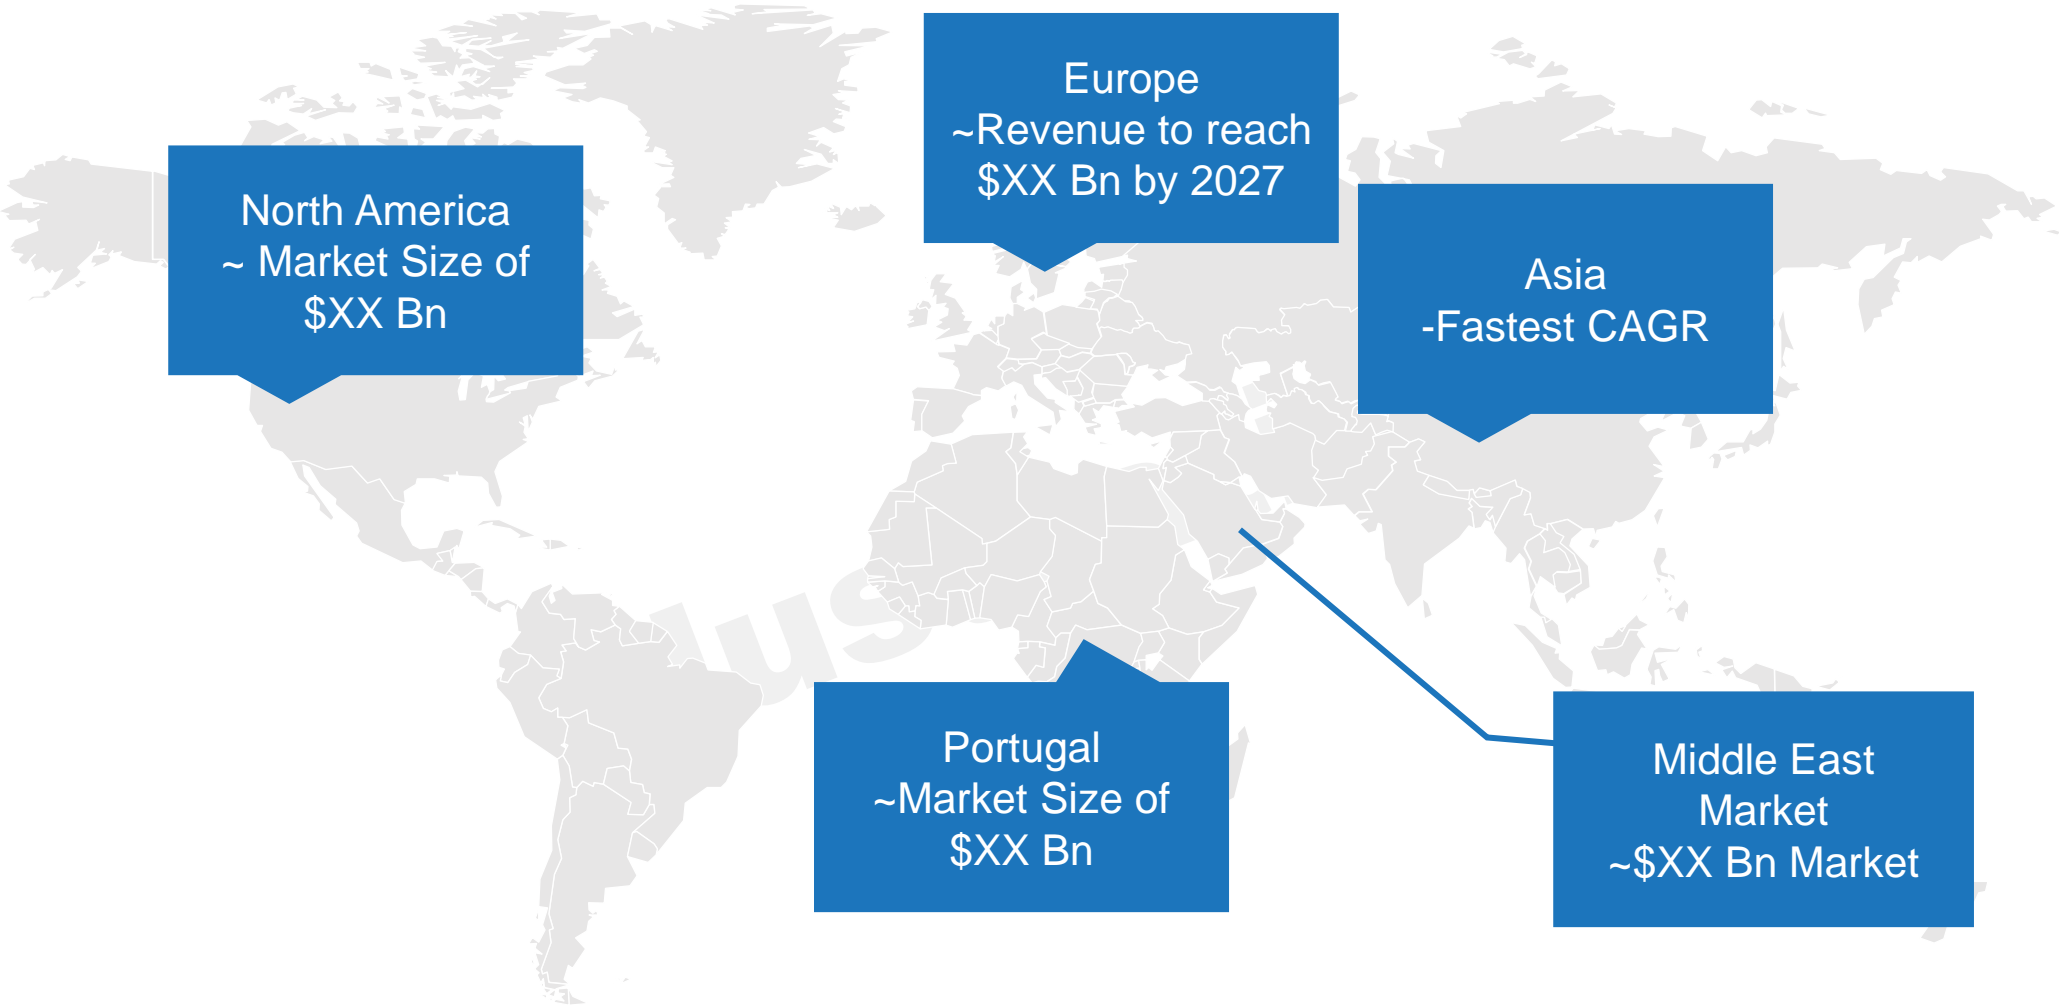 Europe
~Revenue to reach
$XX Bn by 2027
North America
~ Market Size of
$XX Bn
Asia
-Fastest CAGR
Portugal
~Market Size of
$XX Bn
Middle East
Market
~$XX Bn Market
us